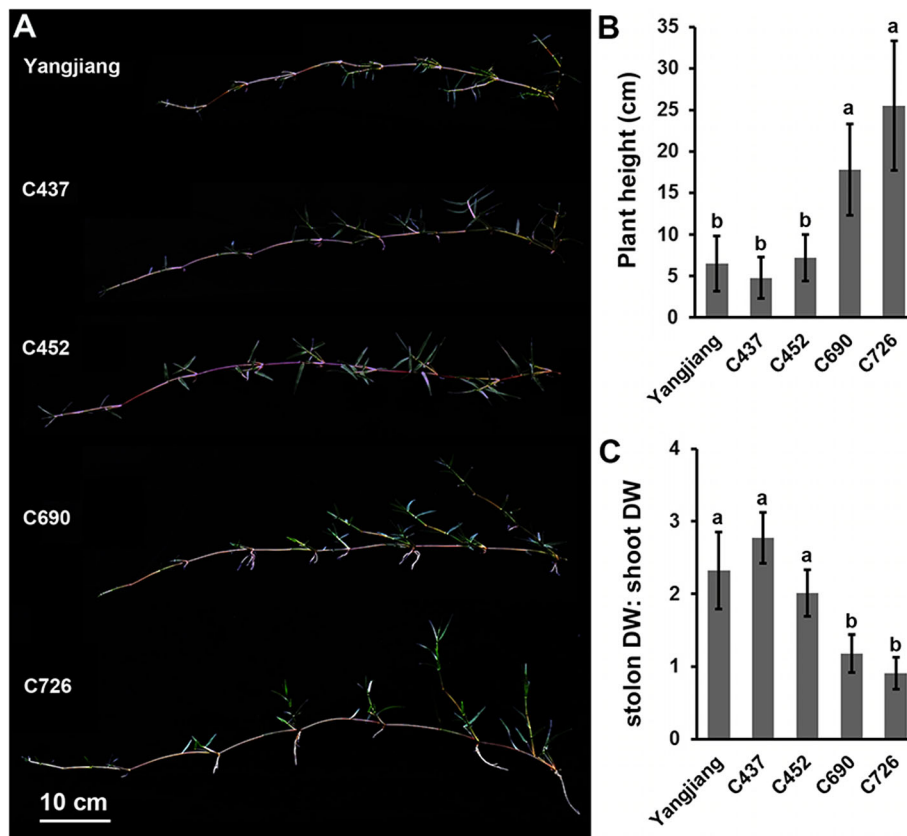 A
Yangjiang
C437
C452
C690
C726
10 cm
B
Plant height (cm)
35
30
25
20
15
10
5
0
b
b
b
a
a
Yangjiang
C437
C452
C690
C726
C
stolon DW: shoot DW
4
3
2
1
0
a
a
a
b
b
Yangjiang
C437
C452
C690
C726